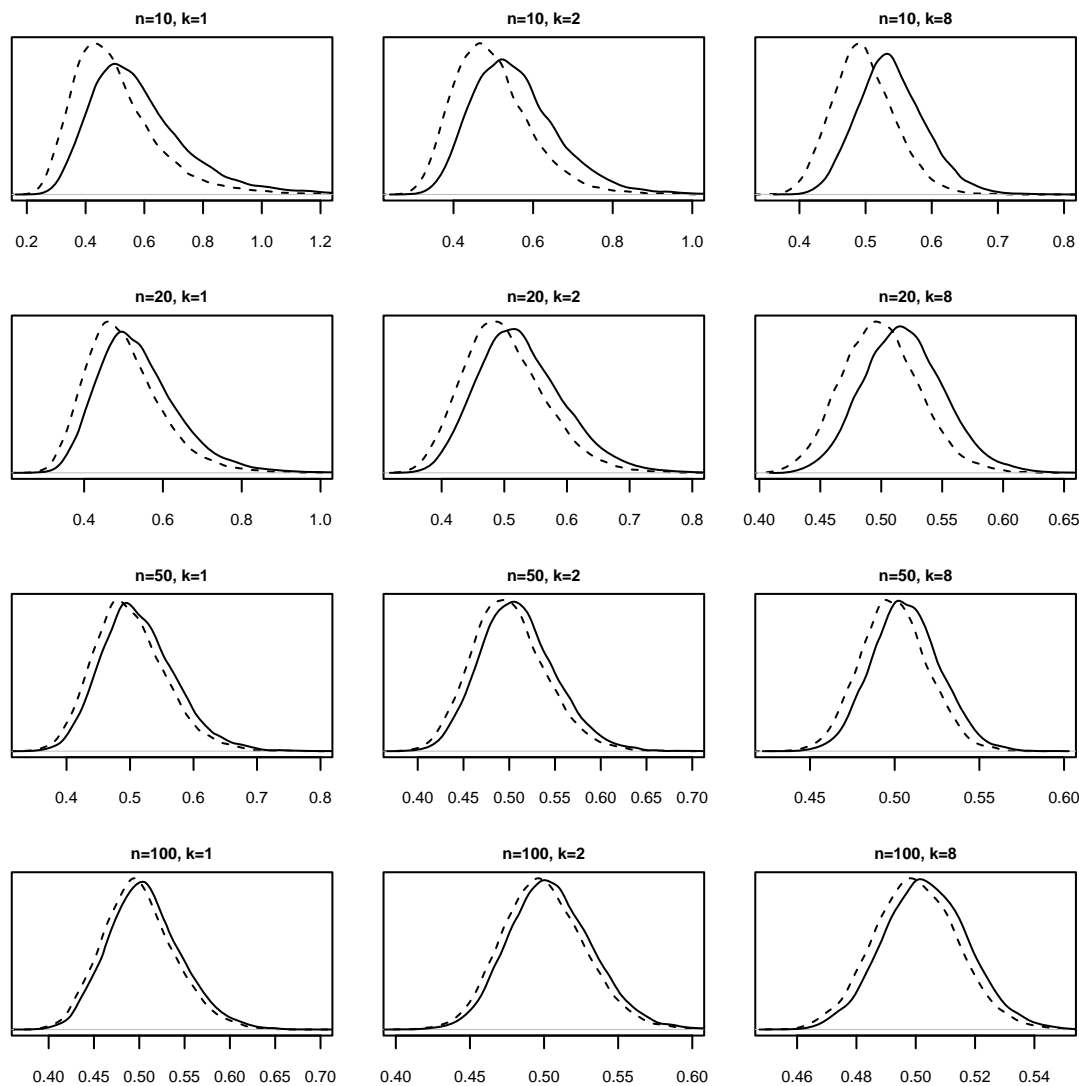 n=10, k=1
n=10, k=2
n=10, k=8
0.2 0.4 0.6 0.8 1.0 1.2
0.4 0.6 0.8 1.0
0.4 0.5 0.6 0.7 0.8
n=20, k=1
n=20, k=2
n=20, k=8
0.4 0.6 0.8 1.0
0.4 0.5 0.6 0.7 0.8
0.40 0.45 0.50 0.55 0.60 0.65
n=50, k=1
n=50, k=2
n=50, k=8
0.4 0.5 0.6 0.7 0.8
0.40 0.45 0.50 0.55 0.60 0.65 0.70
0.45 0.50 0.55 0.60
n=100, k=1
n=100, k=2
n=100, k=8
0.40 0.45 0.50 0.55 0.60 0.65 0.70
0.40 0.45 0.50 0.55 0.60
0.46 0.48 0.50 0.52 0.54